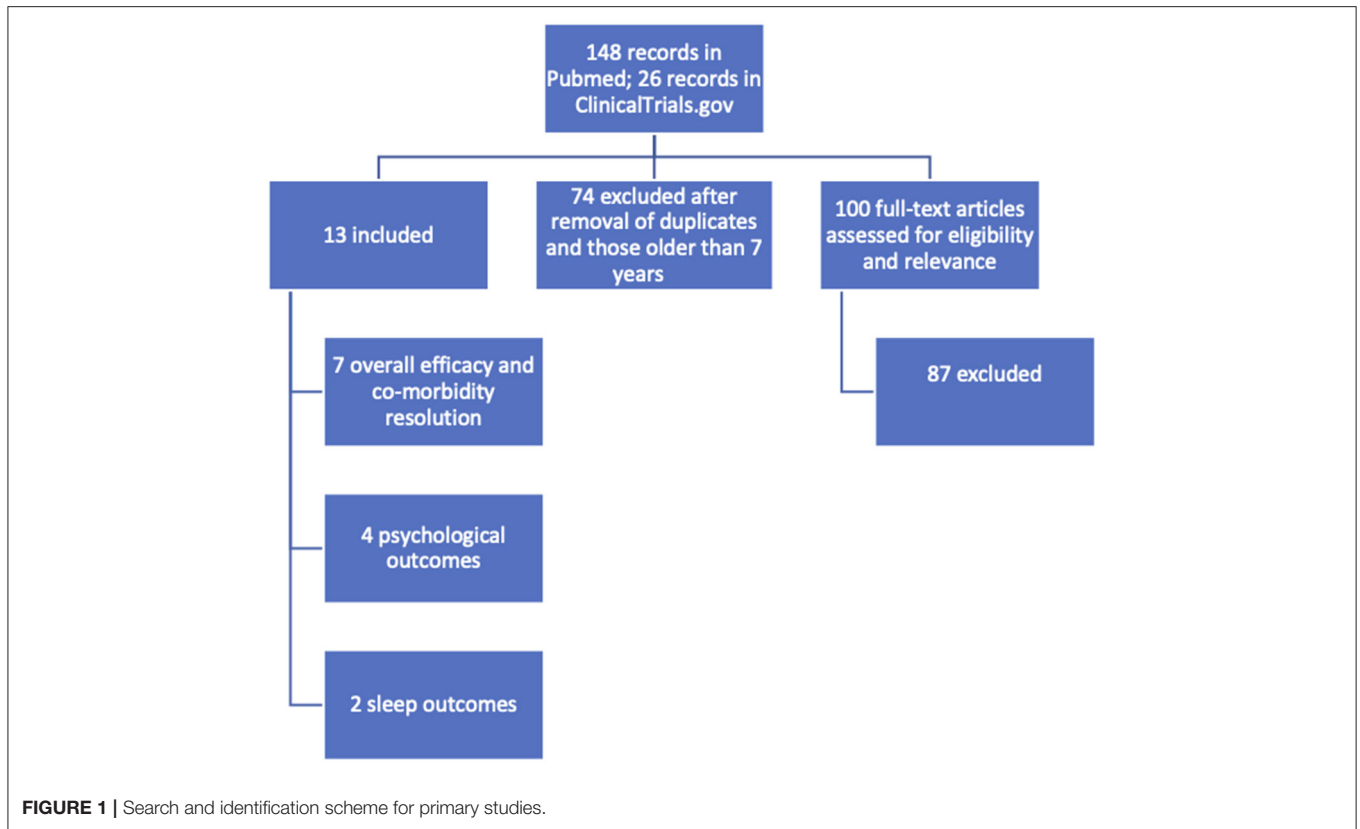 148 records in
Pubmed; 26 records in
ClinicalTrials.gov
13 included
74 excluded after
removal of duplicates
and those older than 7
years
100 full-text articles
assessed for eligibility
and relevance
7 overall efficacy and
co-morbidity
resolution
87 excluded
4 psychological
outcomes
2 sleep outcomes
FIGURE 1 | Search and identification scheme for primary studies.